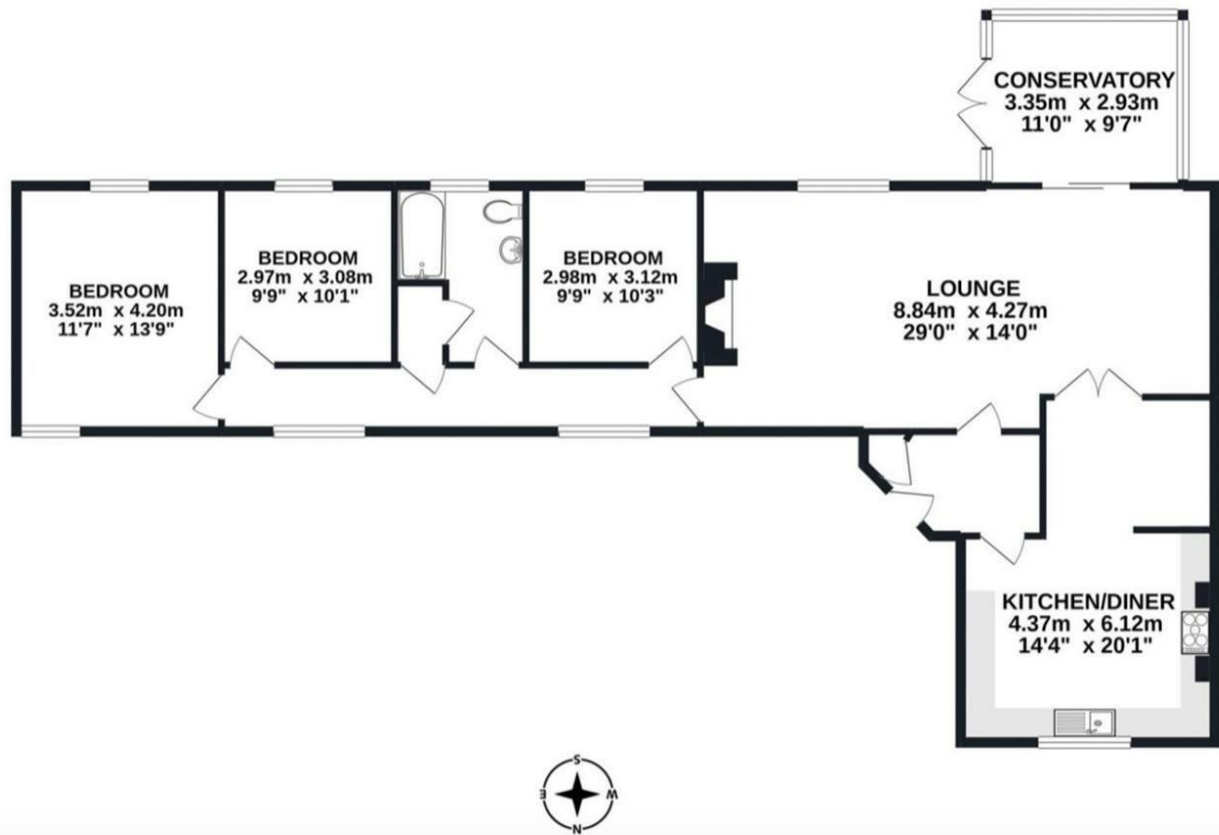 CONSERVATORY
3.35m x 2.93m
11'0" x 9'7"
BEDROOM
3.52m x 4.20m
11'7" x 13'9"
BEDROOM
2.97m x 3.08m
9'9" x 10'1"
BEDROOM
2.98m x 3.12m
9'9" x 10'3"
LOUNGE
8.84m x 4.27m
29'0" x 14'0"
KITCHEN/DINER
4.37m x 6.12m
14'4" x 20'1"
S
E
W
N